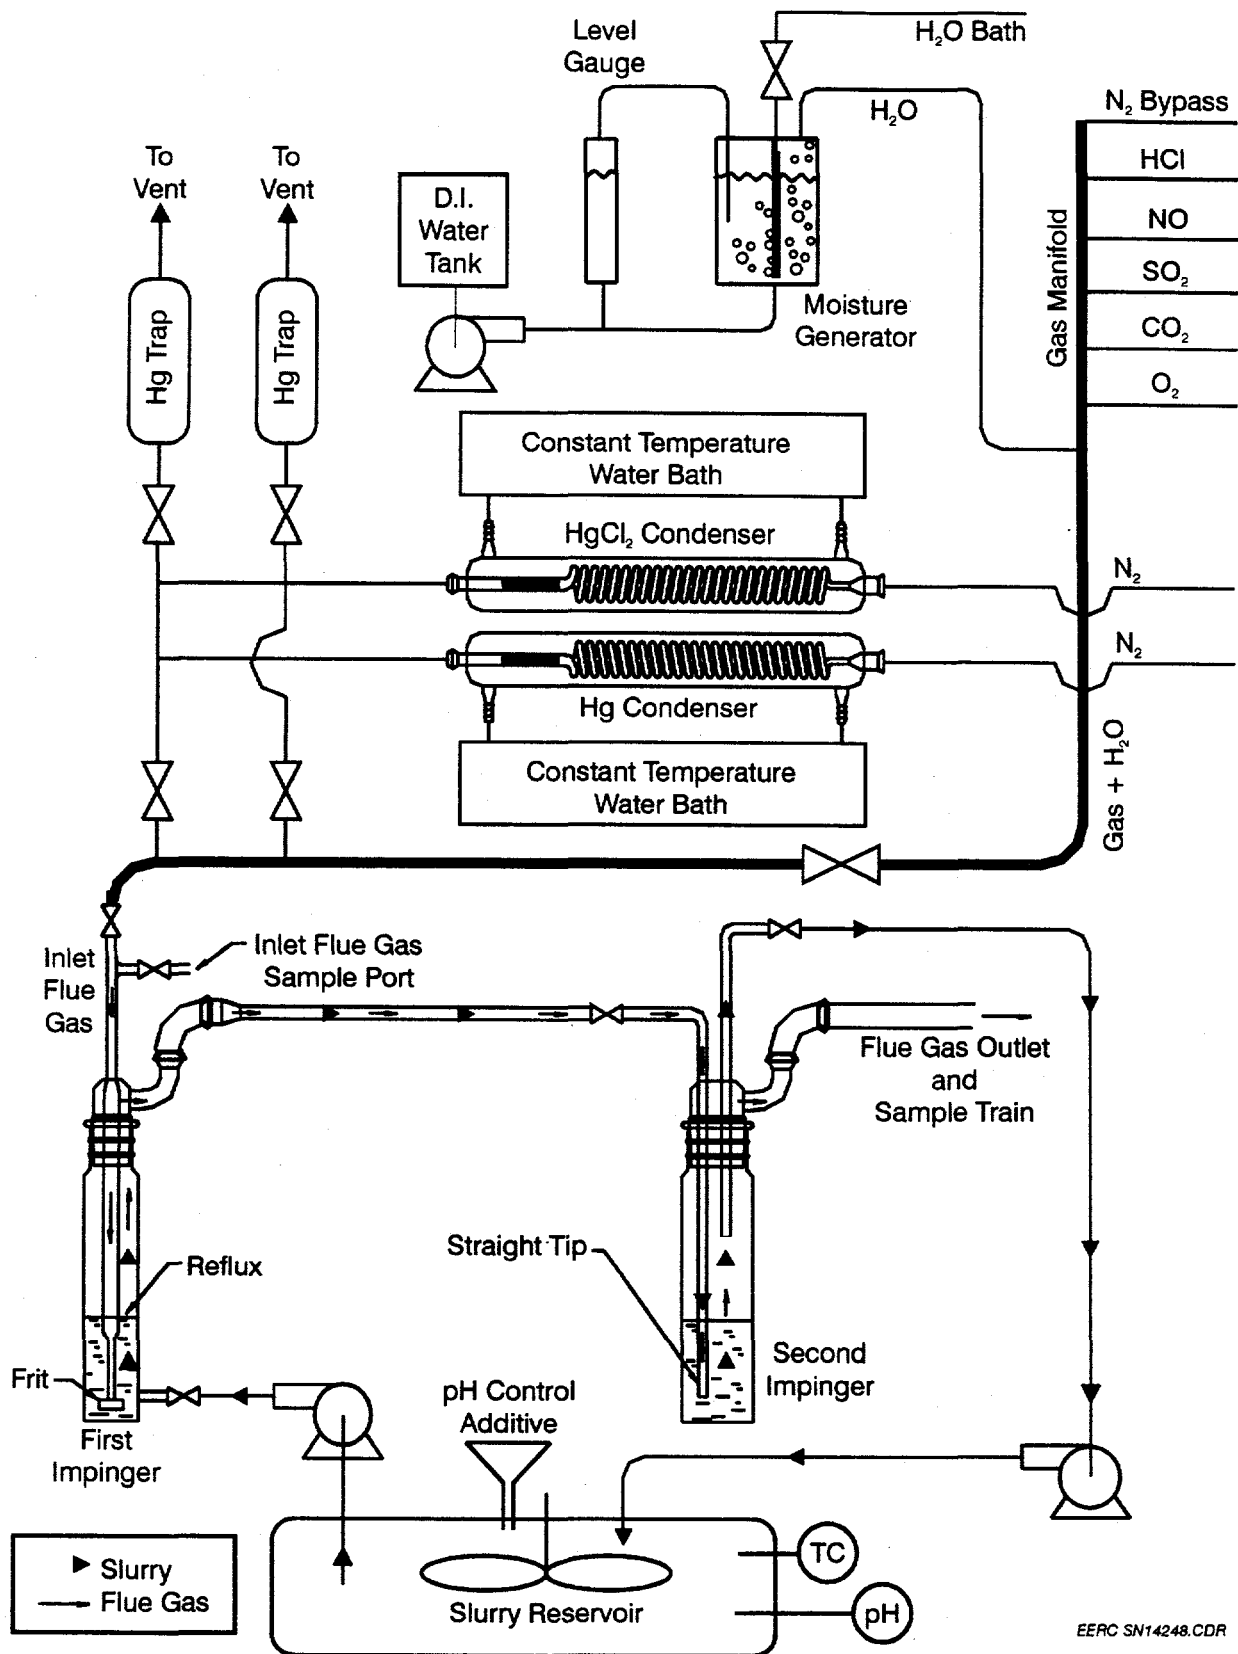 Level
Gauge
H₂O Bath
H₂O
N₂ Bypass
HCl
NO
SO₂
CO₂
O₂
Gas Manifold
To
Vent
To
Vent
D.I.
Water
Tank
Hg Trap
Hg Trap
Moisture
Generator
Constant Temperature
Water Bath
HgCl₂ Condenser
N₂
N₂
Hg Condenser
Constant Temperature
Water Bath
Gas + H₂O
Inlet
Flue
Gas
Inlet Flue Gas
Sample Port
Flue Gas Outlet
and
Sample Train
Straight Tip
Reflux
Frit
First
Impinger
Second
Impinger
pH Control
Additive
Slurry
Flue Gas
Slurry Reservoir
TC
pH
EERC SN14248.CDR